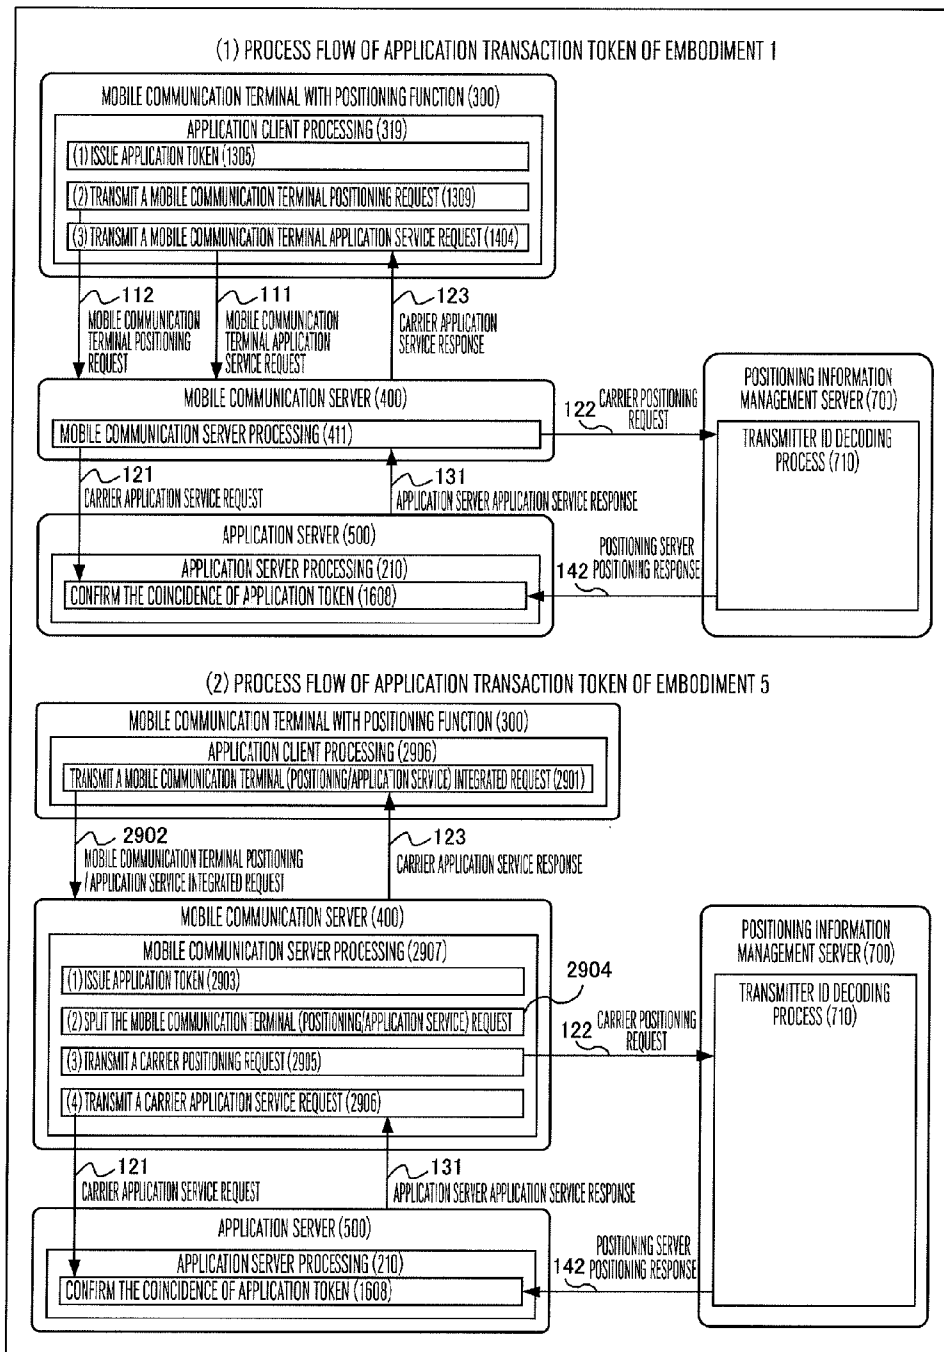 (1) PROCESS FLOW OF APPLICATION TRANSACTION TOKEN OF EMBODIMENT 1
MOBILE COMMUNICATION TERMINAL WITH POSITIONING FUNCTION (300)
APPLICATION CLIENT PROCESSING (319)
(1) ISSUE APPLICATION TOKEN (1305)
(2) TRANSMIT A MOBILE COMMUNICATION TERMINAL POSITIONING REQUEST (1309)
(3) TRANSMIT A MOBILE COMMUNICATION TERMINAL APPLICATION SERVICE REQUEST (1404)
112
MOBILE COMMUNICATION
TERMINAL POSITIONING
REQUEST
111
MOBILE COMMUNICATION
TERMINAL APPLICATION
SERVICE REQUEST
123
CARRIER APPLICATION
SERVICE RESPONSE
MOBILE COMMUNICATION SERVER (400)
MOBILE COMMUNICATION SERVER PROCESSING (411)
122 CARRIER POSITIONING
REQUEST
POSITIONING INFORMATION
MANAGEMENT SERVER (700)
TRANSMITTER ID DECODING
PROCESS (710)
121
CARRIER APPLICATION SERVICE REQUEST
131
APPLICATION SERVER APPLICATION SERVICE RESPONSE
APPLICATION SERVER (500)
APPLICATION SERVER PROCESSING (210)
CONFIRM THE COINCIDENCE OF APPLICATION TOKEN (1608)
POSITIONING SERVER
142 POSITIONING RESPONSE
(2) PROCESS FLOW OF APPLICATION TRANSACTION TOKEN OF EMBODIMENT 5
MOBILE COMMUNICATION TERMINAL WITH POSITIONING FUNCTION (300)
APPLICATION CLIENT PROCESSING (2906)
TRANSMIT A MOBILE COMMUNICATION TERMINAL (POSITIONING/APPLICATION SERVICE) INTEGRATED REQUEST (2901)
2902
MOBILE COMMUNICATION TERMINAL POSITIONING
/APPLICATION SERVICE INTEGRATED REQUEST
123
CARRIER APPLICATION SERVICE RESPONSE
MOBILE COMMUNICATION SERVER (400)
MOBILE COMMUNICATION SERVER PROCESSING (2907)
(1) ISSUE APPLICATION TOKEN (2903)
2904
(2) SPLIT THE MOBILE COMMUNICATION TERMINAL (POSITIONING/APPLICATION SERVICE) REQUEST
(3) TRANSMIT A CARRIER POSITIONING REQUEST (2905)
(4) TRANSMIT A CARRIER APPLICATION SERVICE REQUEST (2906)
122 CARRIER POSITIONING
REQUEST
POSITIONING INFORMATION
MANAGEMENT SERVER (700)
TRANSMITTER ID DECODING
PROCESS (710)
121
CARRIER APPLICATION SERVICE REQUEST
131
APPLICATION SERVER APPLICATION SERVICE RESPONSE
APPLICATION SERVER (500)
APPLICATION SERVER PROCESSING (210)
CONFIRM THE COINCIDENCE OF APPLICATION TOKEN (1608)
POSITIONING SERVER
142 POSITIONING RESPONSE